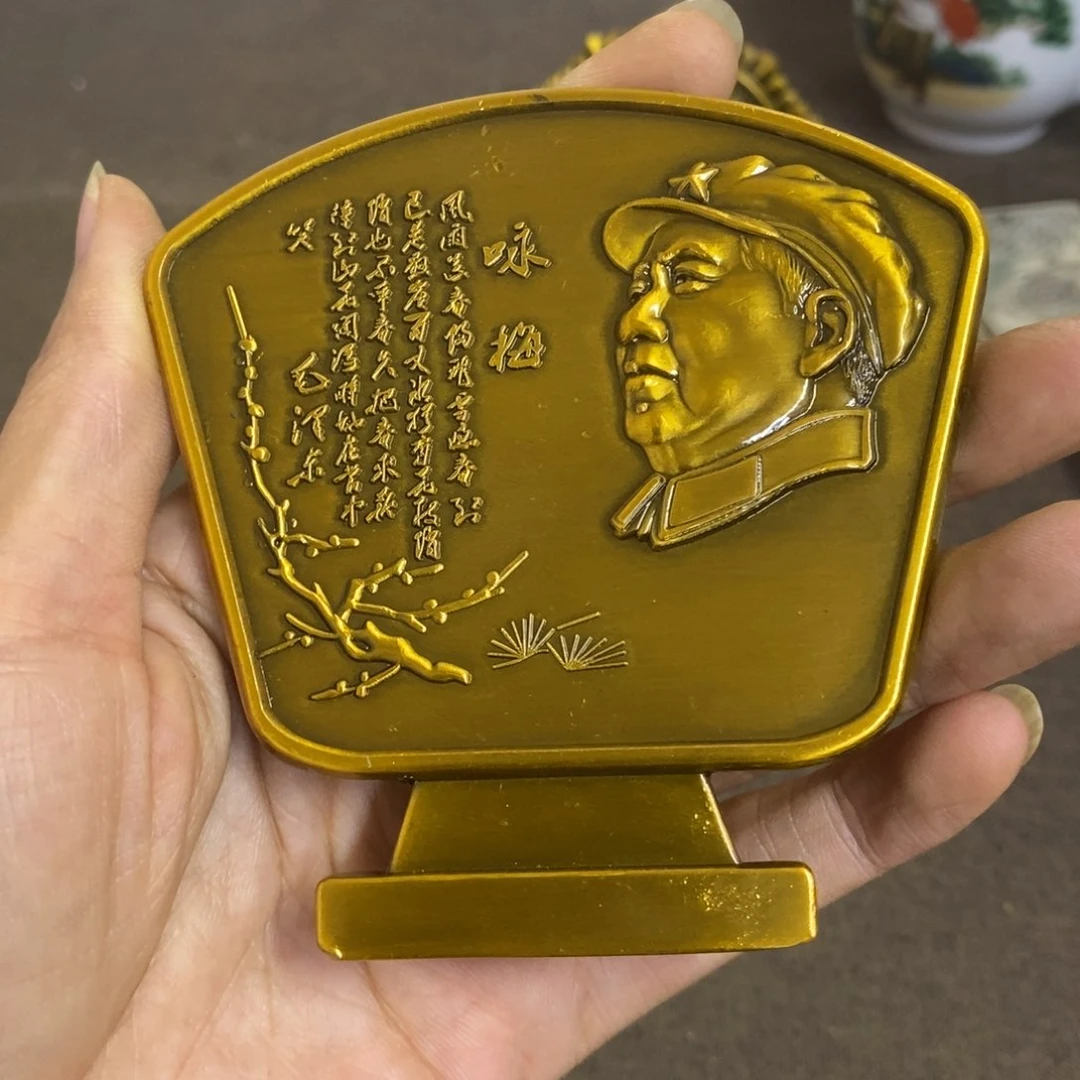 咏梅
風雨送春歸飛雪迎春到
已是懸崖百丈冰猶有花枝俏
俏也不爭春只把春來報
待到山花爛漫時她在叢中
笑
毛澤东